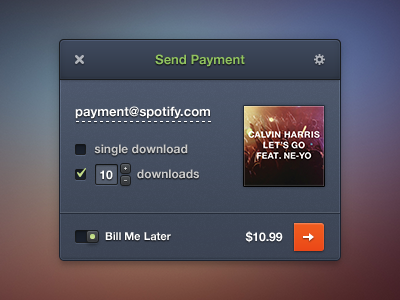 Send Payment
payment@spotify.com
single download
10 downloads
CALVIN HARRIS
LET'S GO
FEAT. NE-YO
Bill Me Later
$10.99